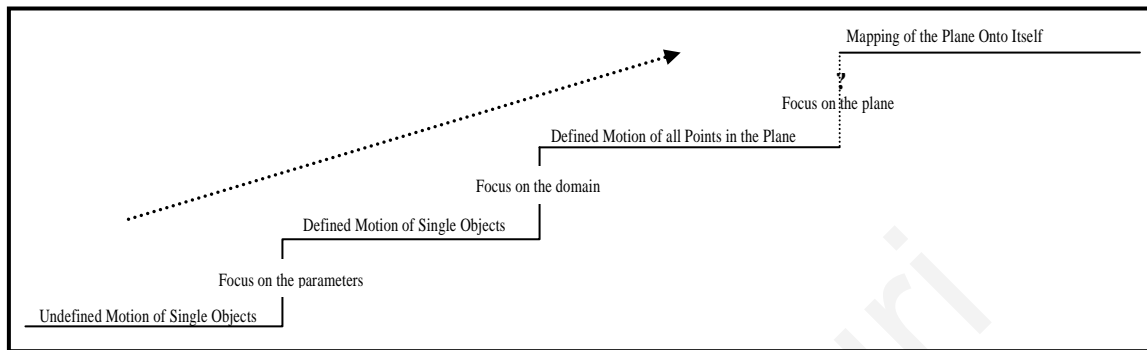 Mapping of the Plane Onto Itself
?
Focus on the plane
Defined Motion of all Points in the Plane
Focus on the domain
Defined Motion of Single Objects
Focus on the parameters
Undefined Motion of Single Objects